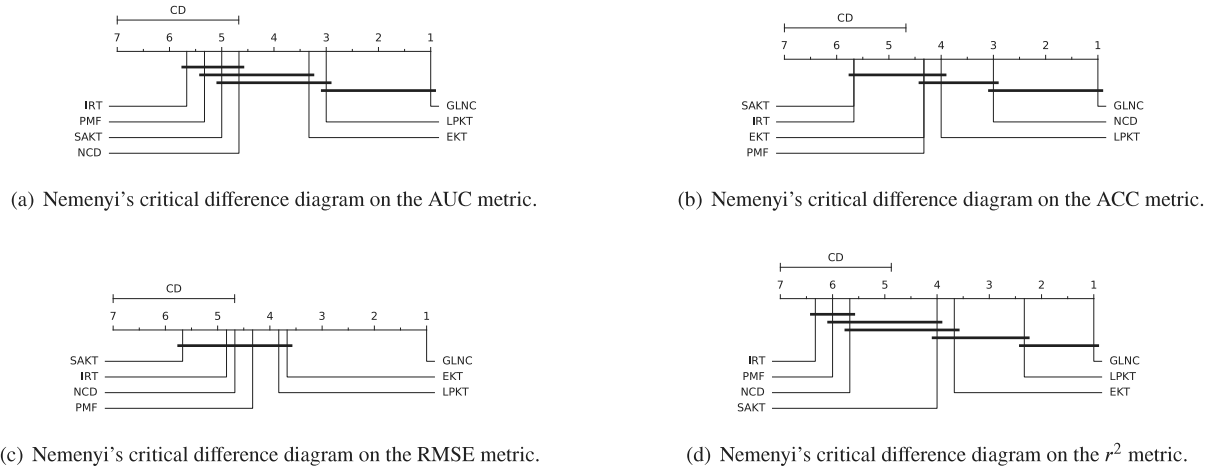 CD
7 6 5 4 3 2 1
IRT
PMF
SAKT
NCD
GLNC
LPKT
EKT
(a) Nemenyi's critical difference diagram on the AUC metric.
CD
7 6 5 4 3 2 1
SAKT
IRT
EKT
PMF
GLNC
NCD
LPKT
(b) Nemenyi's critical difference diagram on the ACC metric.
CD
7 6 5 4 3 2 1
SAKT
IRT
NCD
PMF
GLNC
EKT
LPKT
(c) Nemenyi's critical difference diagram on the RMSE metric.
CD
7 6 5 4 3 2 1
IRT
PMF
NCD
SAKT
GLNC
LPKT
EKT
(d) Nemenyi's critical difference diagram on the r² metric.